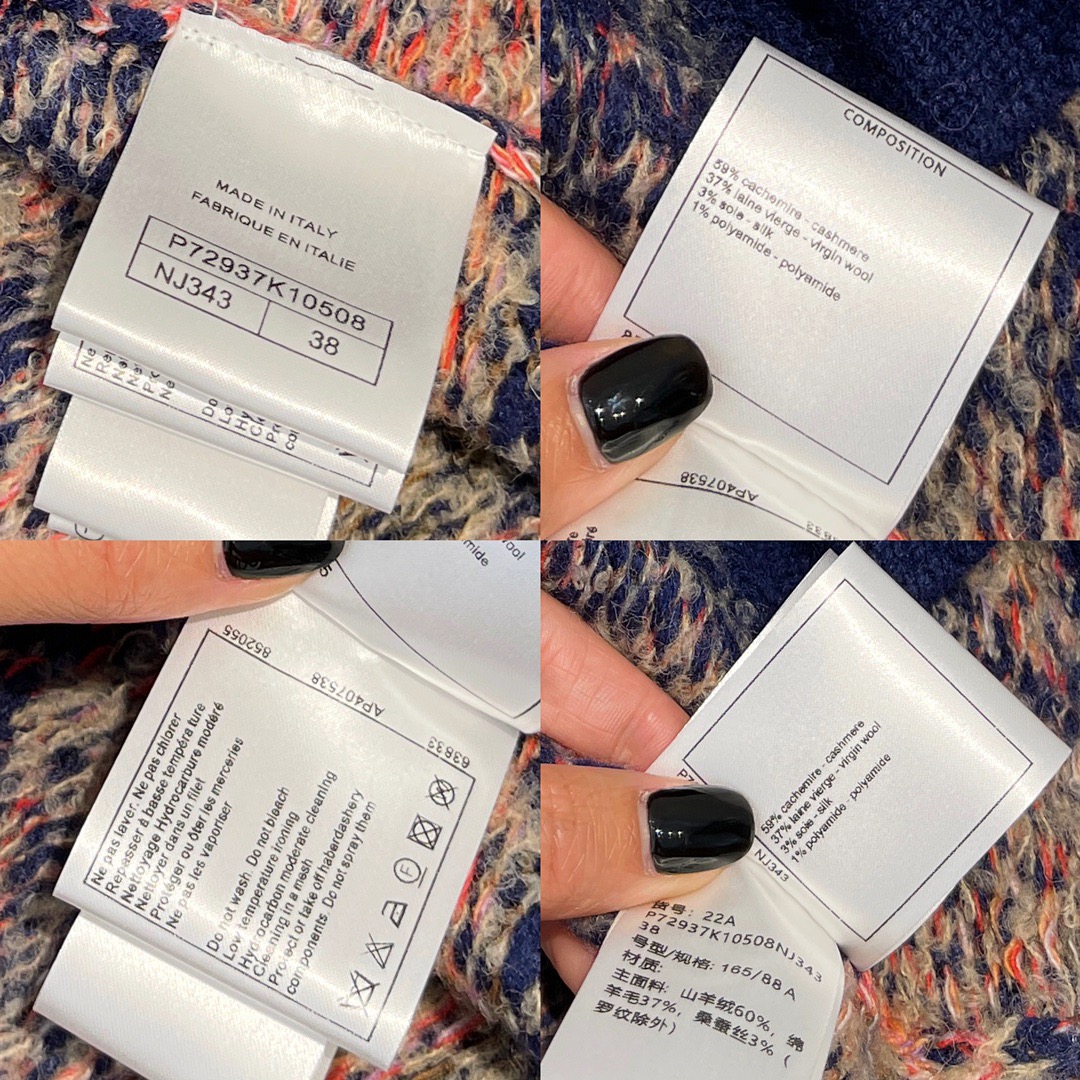 MADE IN ITALY
FABRIQUE EN ITALIE
P72937K10508
NJ343 38
COMPOSITION
59% cachemire - cashmere
37% laine vierge - virgin wool
3% soie - silk
1% polyamide - polyamide
AP407538
852055 AP407538 63833
Ne pas laver. Ne pas chlorer
Repasser à basse température
Nettoyage Hydrocarbure modéré
Nettoyer dans un filet
Protéger ou ôter les merceries
Ne pas les vaporiser
Do not wash. Do not bleach
Low temperature ironing
Hydrocarbon moderate cleaning
Cleaning in a mesh
Protect or take off haberdashery
components. Do not spray them
59% cachemire - cashmere
37% laine vierge - virgin wool
3% soie - silk
1% polyamide - polyamide
NJ343
货号: 22A
P72937K10508NJ343
38
号型/规格: 165/88A
材质:
主面料: 山羊绒60%, 绵
羊毛37%, 桑蚕丝3% (
罗纹除外)